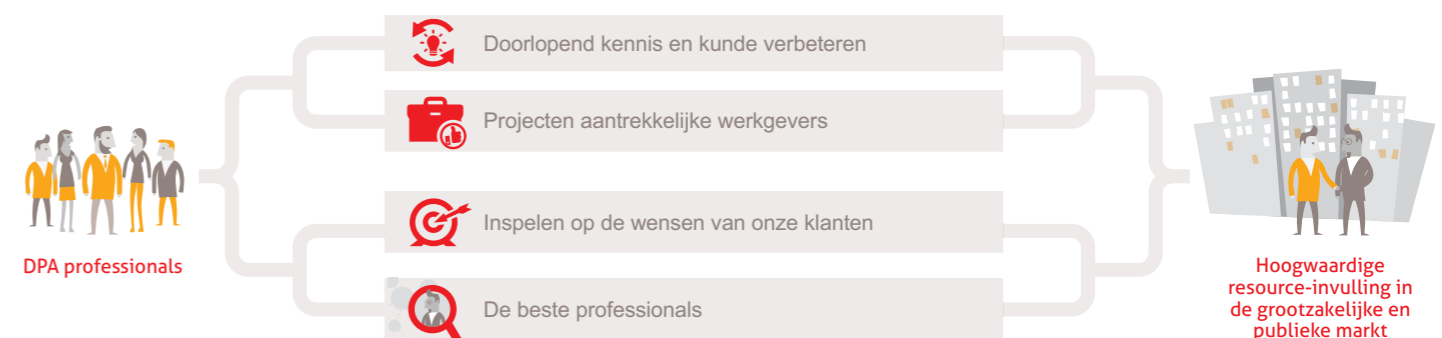 Doorlopend kennis en kunde verbeteren
Projecten aantrekkelijke werkgevers
Inspelen op de wensen van onze klanten
De beste professionals
DPA professionals
Hoogwaardige
resource-invulling in
de grootzakelijke en
publieke markt